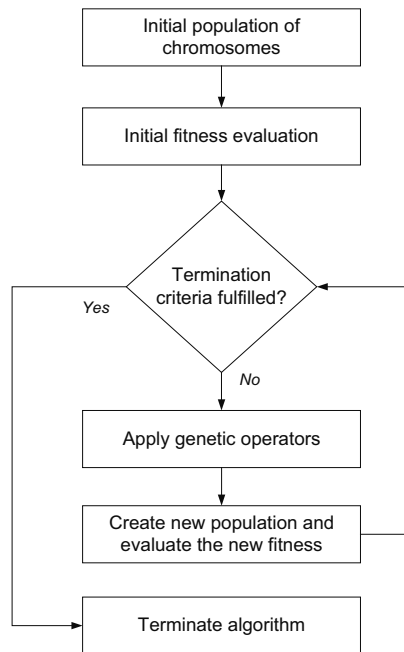 Initial population of
chromosomes
Initial fitness evaluation
Termination
criteria fulfilled?
Yes
No
Apply genetic operators
Create new population and
evaluate the new fitness
Terminate algorithm